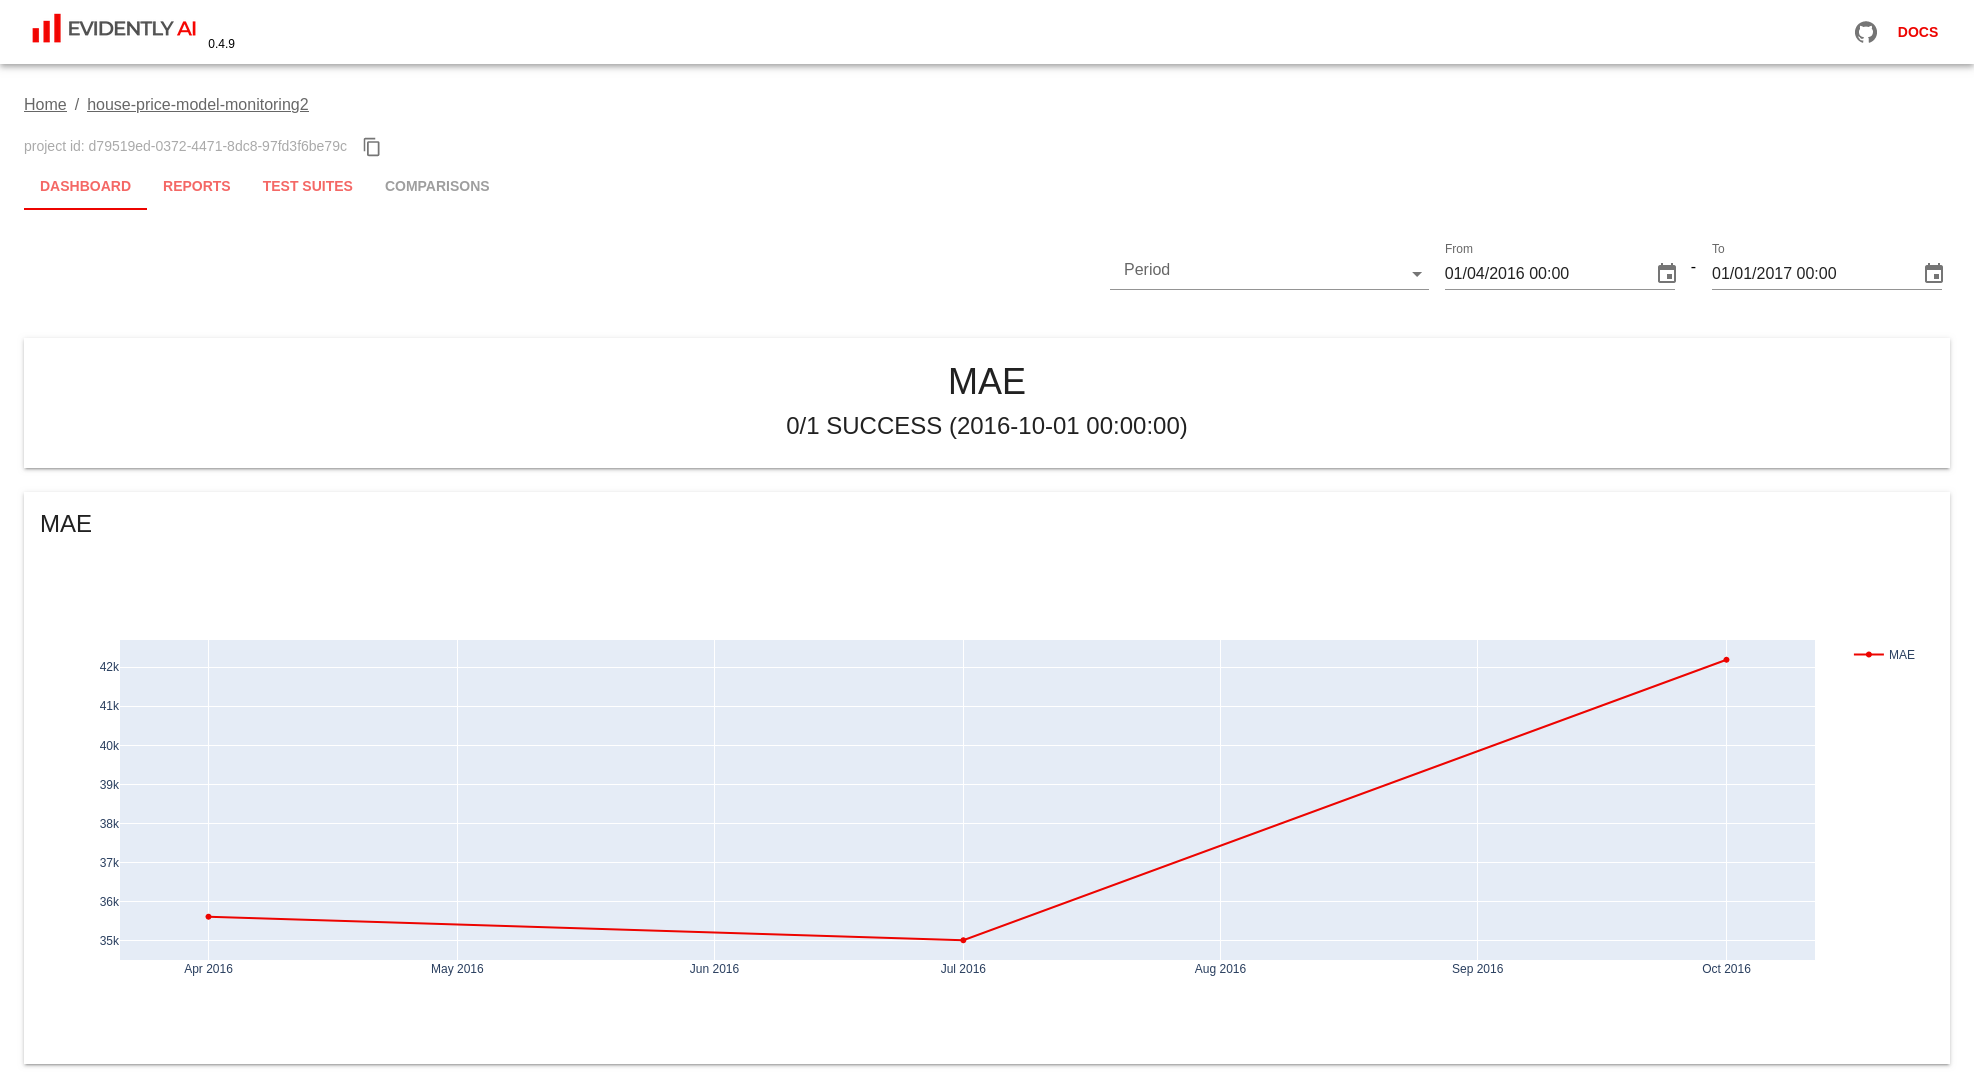 EVIDENTLY AI 0.4.9
DOCS
Home / house-price-model-monitoring2
project id: d79519ed-0372-4471-8dc8-97fd3f6be79c
DASHBOARD REPORTS TEST SUITES COMPARISONS
From To
Period 01/04/2016 00:00 - 01/01/2017 00:00
MAE
0/1 SUCCESS (2016-10-01 00:00:00)
MAE
MAE
42k
41k
40k
39k
38k
37k
36k
35k
Apr 2016 May 2016 Jun 2016 Jul 2016 Aug 2016 Sep 2016 Oct 2016